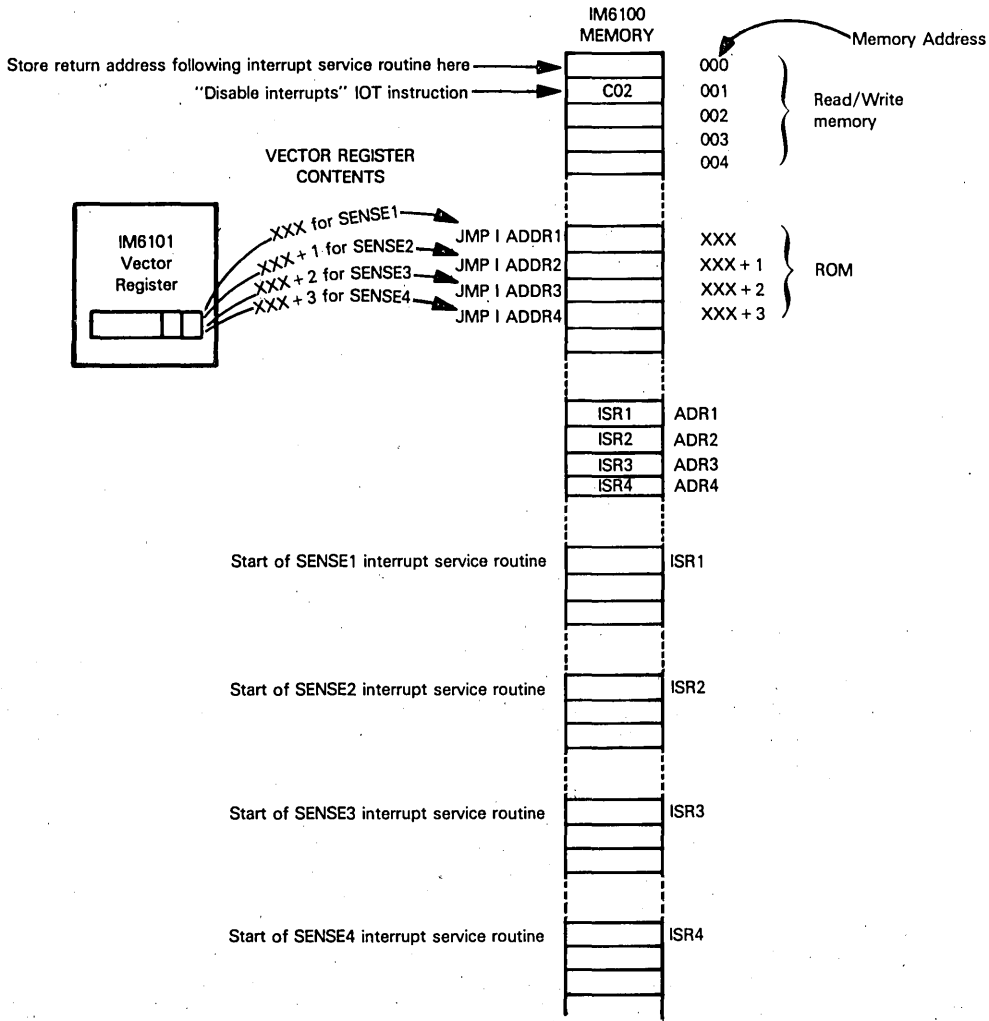 IM6100
MEMORY
Memory Address
Store return address following interrupt service routine here
000
"Disable interrupts" IOT instruction
C02
001
002
003
004
Read/Write
memory
VECTOR REGISTER
CONTENTS
IM6101
Vector
Register
XXX for SENSE1
XXX + 1 for SENSE2
XXX + 2 for SENSE3
XXX + 3 for SENSE4
JMP I ADDR1
JMP I ADDR2
JMP I ADDR3
JMP I ADDR4
XXX
XXX + 1
XXX + 2
XXX + 3
ROM
ISR1 ADR1
ISR2 ADR2
ISR3 ADR3
ISR4 ADR4
Start of SENSE1 interrupt service routine ISR1
Start of SENSE2 interrupt service routine ISR2
Start of SENSE3 interrupt service routine ISR3
Start of SENSE4 interrupt service routine ISR4